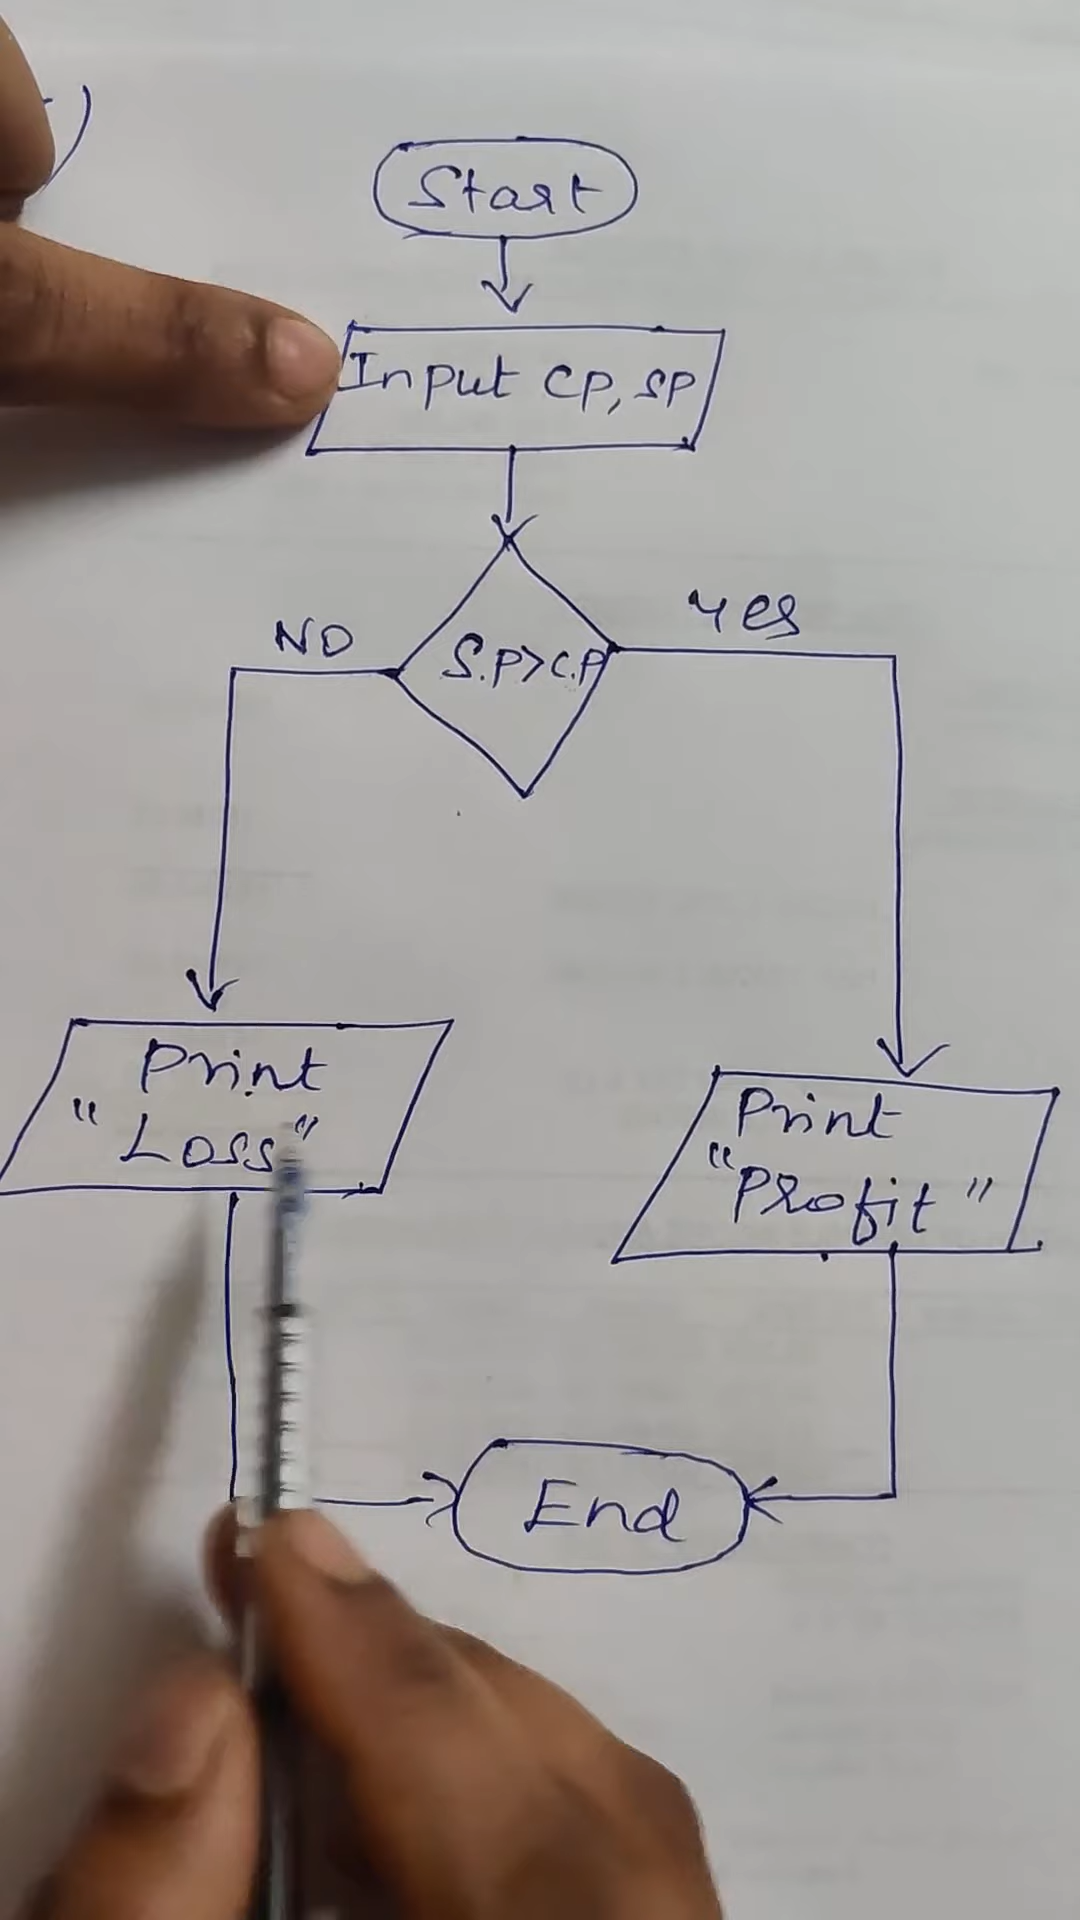 Start
Input CP, SP
NO
Yes
S.P>C.P
Print
"Loss"
Print
"Profit"
End